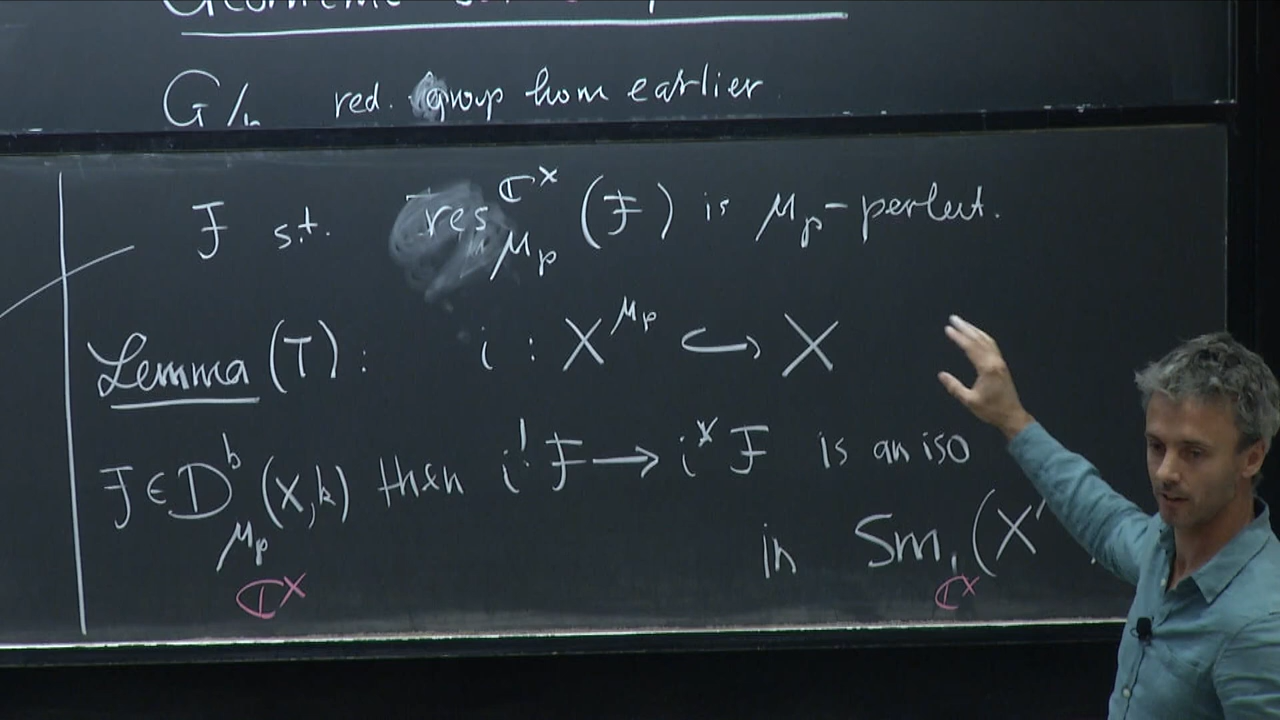 Geometric
G/k red. group from earlier
F s.t. res^{ℂ^×}_{μ_p} (F) is μ_p-perfect.
Lemma (T): i : X^{μ_p} ↪ X
F ∈ D^b_{μ_p} (X,k) then i^! F → i^* F is an iso
in Sm_{ℂ^×} (X
ℂ^×